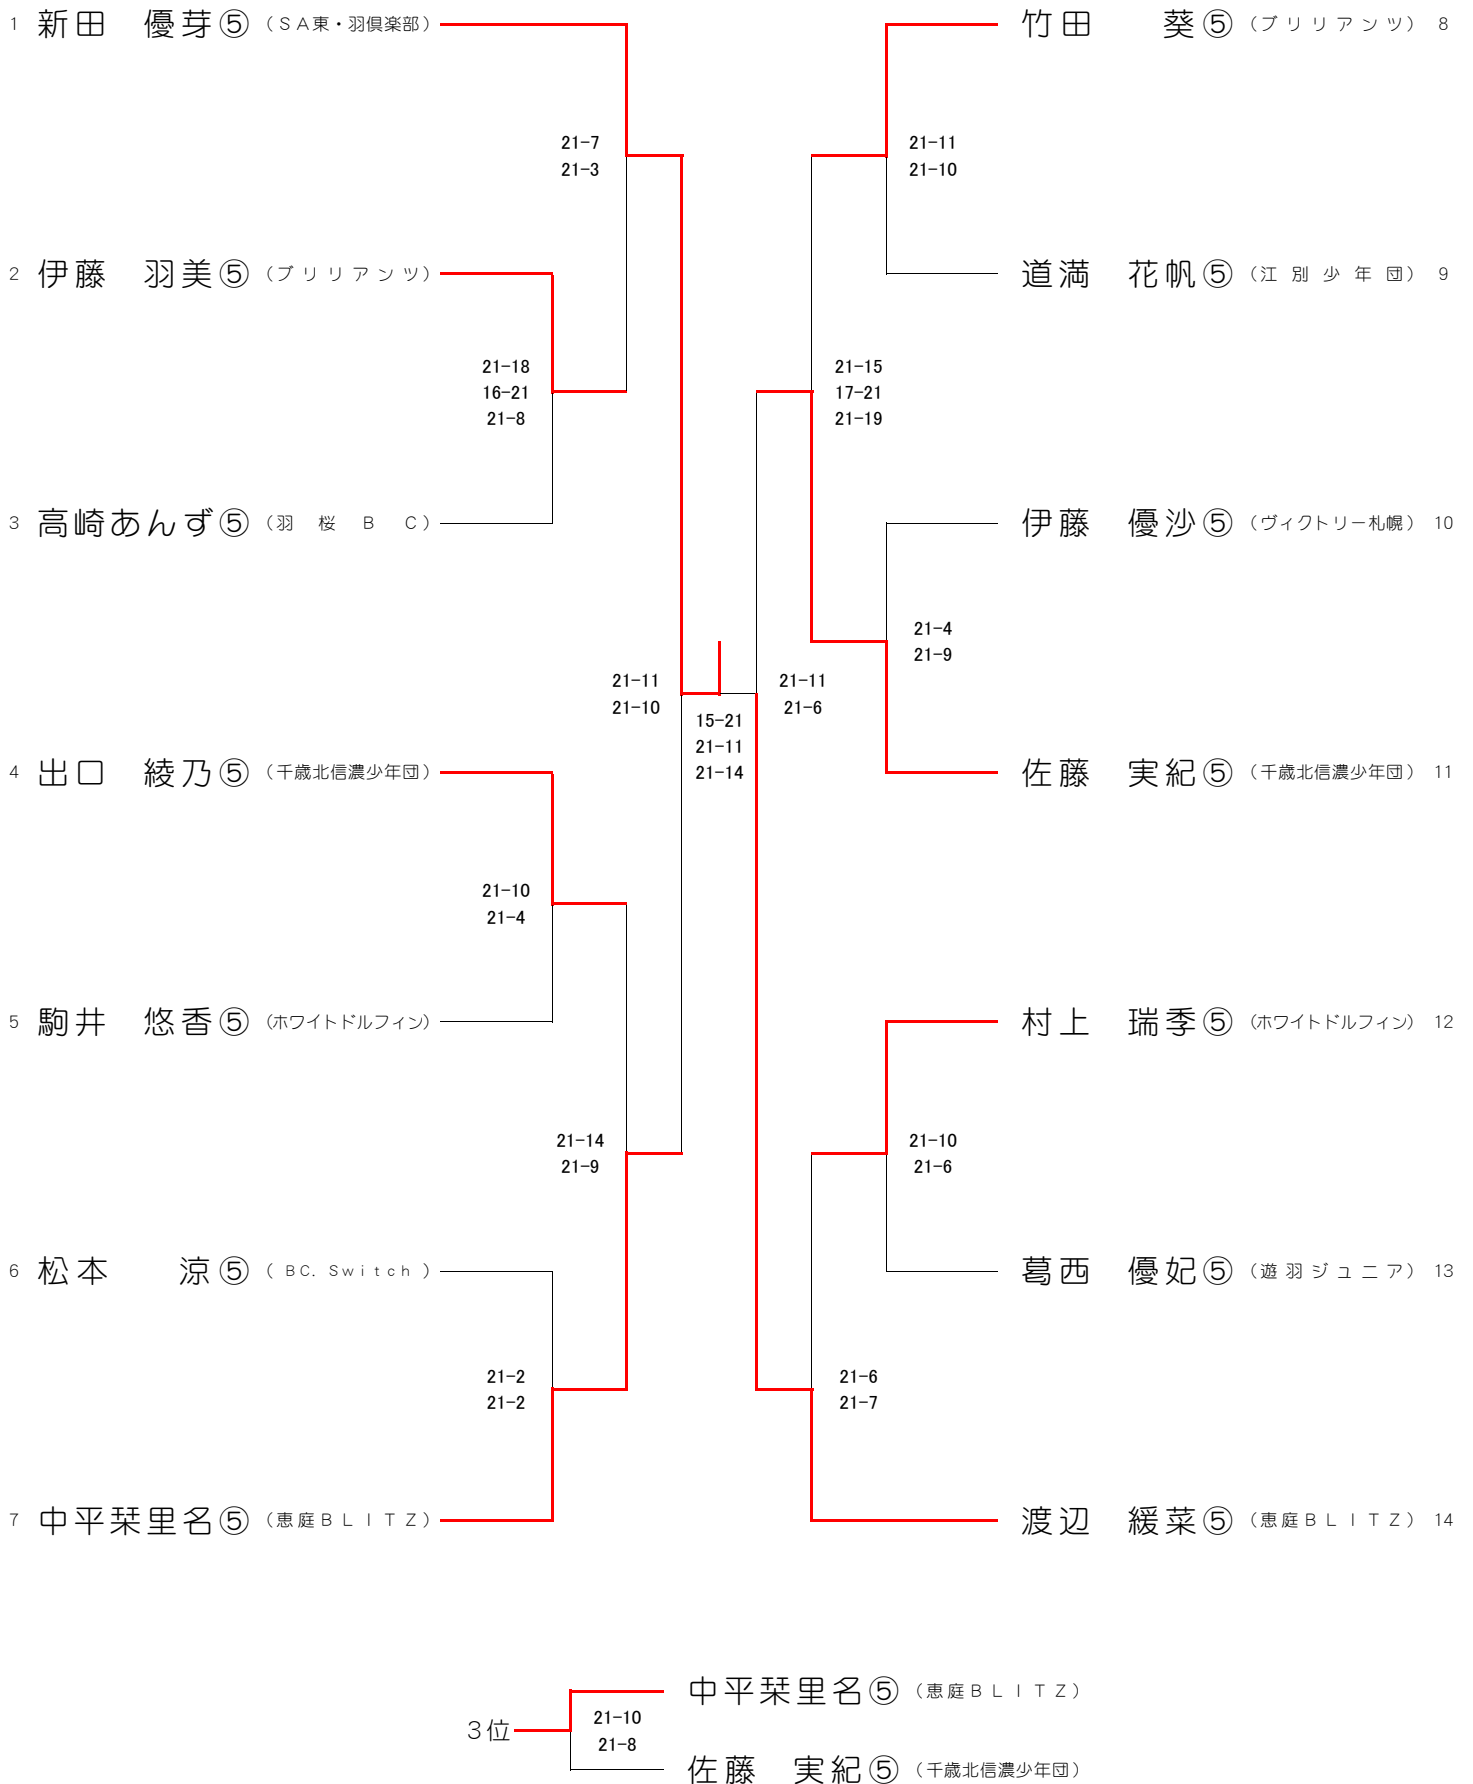 1 新田　優芽⑤（ＳＡ東・羽倶楽部）
21-7
21-3
2 伊藤　羽美⑤（ブリリアンツ）
21-18
16-21
21-8
3 高崎あんず⑤（羽桜ＢＣ）
21-11
21-10
4 出口　綾乃⑤（千歳北信濃少年団）
21-10
21-4
5 駒井　悠香⑤（ホワイトドルフィン）
21-14
21-9
6 松本　涼⑤（BC. Switch）
21-2
21-2
7 中平栞里名⑤（恵庭ＢＬＩＴＺ）
15-21
21-11
21-14
竹田　葵⑤（ブリリアンツ） 8
21-11
21-10
道満　花帆⑤（江別少年団） 9
21-15
17-21
21-19
伊藤　優沙⑤（ヴィクトリー札幌） 10
21-4
21-9
佐藤　実紀⑤（千歳北信濃少年団） 11
21-11
21-6
村上　瑞季⑤（ホワイトドルフィン） 12
21-10
21-6
葛西　優妃⑤（遊羽ジュニア） 13
21-6
21-7
渡辺　緩菜⑤（恵庭ＢＬＩＴＺ） 14
中平栞里名⑤（恵庭ＢＬＩＴＺ）
３位
21-10
21-8
佐藤　実紀⑤（千歳北信濃少年団）